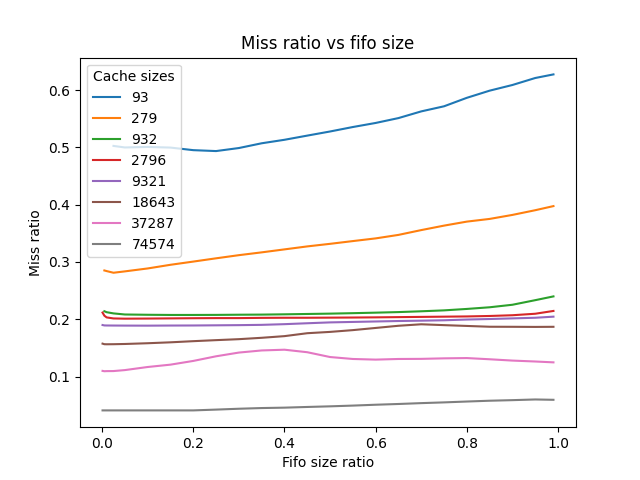 Miss ratio vs fifo size
Cache sizes
93
279
932
2796
9321
18643
37287
74574
Miss ratio
0.6
0.5
0.4
0.3
0.2
0.1
0.0 0.2 0.4 0.6 0.8 1.0
Fifo size ratio